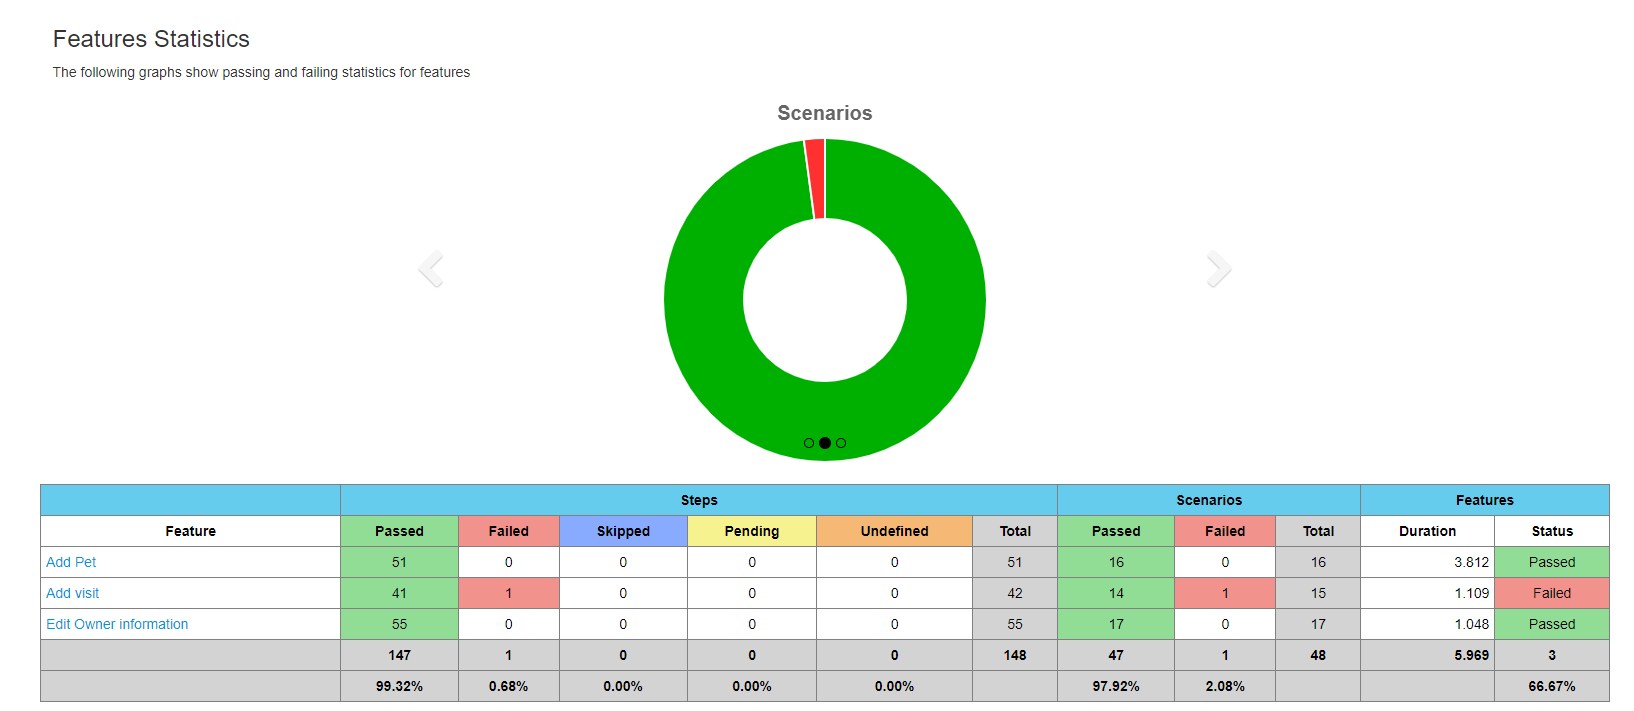 Features Statistics
The following graphs show passing and failing statistics for features
Scenarios
Steps Scenarios Features
Feature Passed Failed Skipped Pending Undefined Total Passed Failed Total Duration Status
Add Pet 51 0 0 0 0 51 16 0 16 3.812 Passed
Add visit 41 1 0 0 0 42 14 1 15 1.109 Failed
Edit Owner information 55 0 0 0 0 55 17 0 17 1.048 Passed
147 1 0 0 0 148 47 1 48 5.969 3
99.32% 0.68% 0.00% 0.00% 0.00% 97.92% 2.08% 66.67%